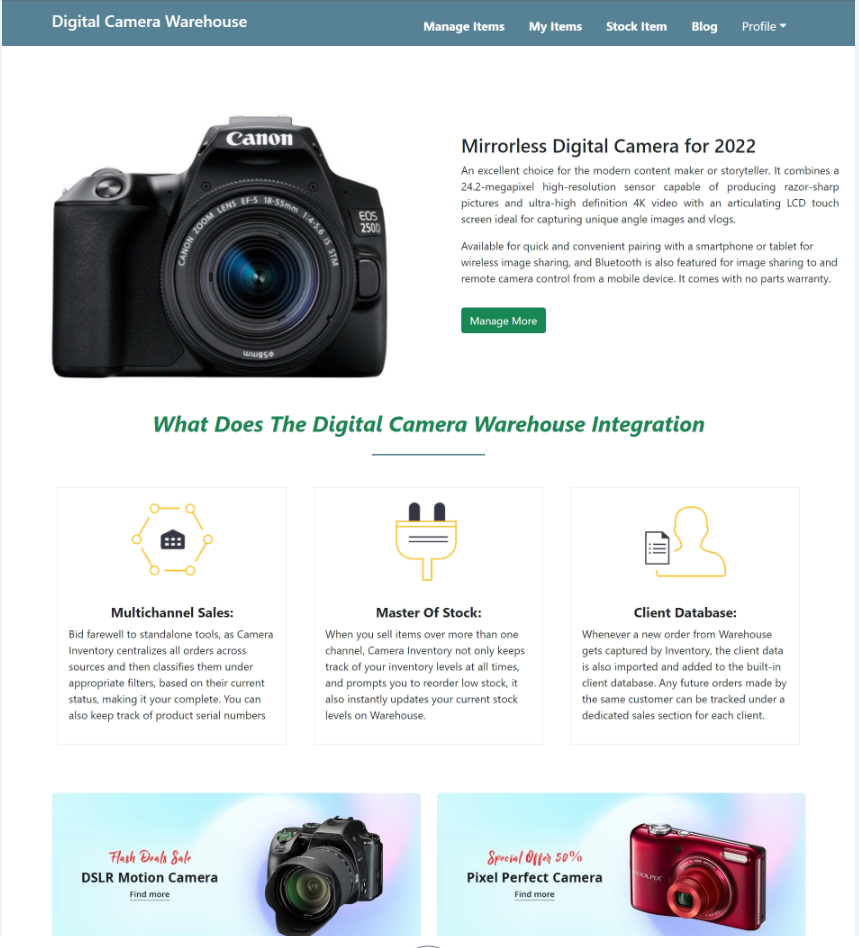 Digital Camera Warehouse
Manage Items My Items Stock Item Blog Profile
Canon
EOS
250D
CANON ZOOM LENS EF-S 18-55mm 1:4-5.6 IS STM
ø58mm
Mirrorless Digital Camera for 2022
An excellent choice for the modern content maker or storyteller. It combines a
24.2-megapixel high-resolution sensor capable of producing razor-sharp
pictures and ultra-high definition 4K video with an articulating LCD touch
screen ideal for capturing unique angle images and vlogs.
Available for quick and convenient pairing with a smartphone or tablet for
wireless image sharing, and Bluetooth is also featured for image sharing to and
remote camera control from a mobile device. It comes with no parts warranty.
Manage More
What Does The Digital Camera Warehouse Integration
Multichannel Sales:
Bid farewell to standalone tools, as Camera
Inventory centralizes all orders across
sources and then classifies them under
appropriate filters, based on their current
status, making it your complete. You can
also keep track of product serial numbers
Master Of Stock:
When you sell items over more than one
channel, Camera Inventory not only keeps
track of your inventory levels at all times,
and prompts you to reorder low stock, it
also instantly updates your current stock
levels on Warehouse.
Client Database:
Whenever a new order from Warehouse
gets captured by Inventory, the client data
is also imported and added to the built-in
client database. Any future orders made by
the same customer can be tracked under a
dedicated sales section for each client.
Flash Deals Sale
DSLR Motion Camera
Find more
Special Offer 50%
Pixel Perfect Camera
Find more
COOLPIX